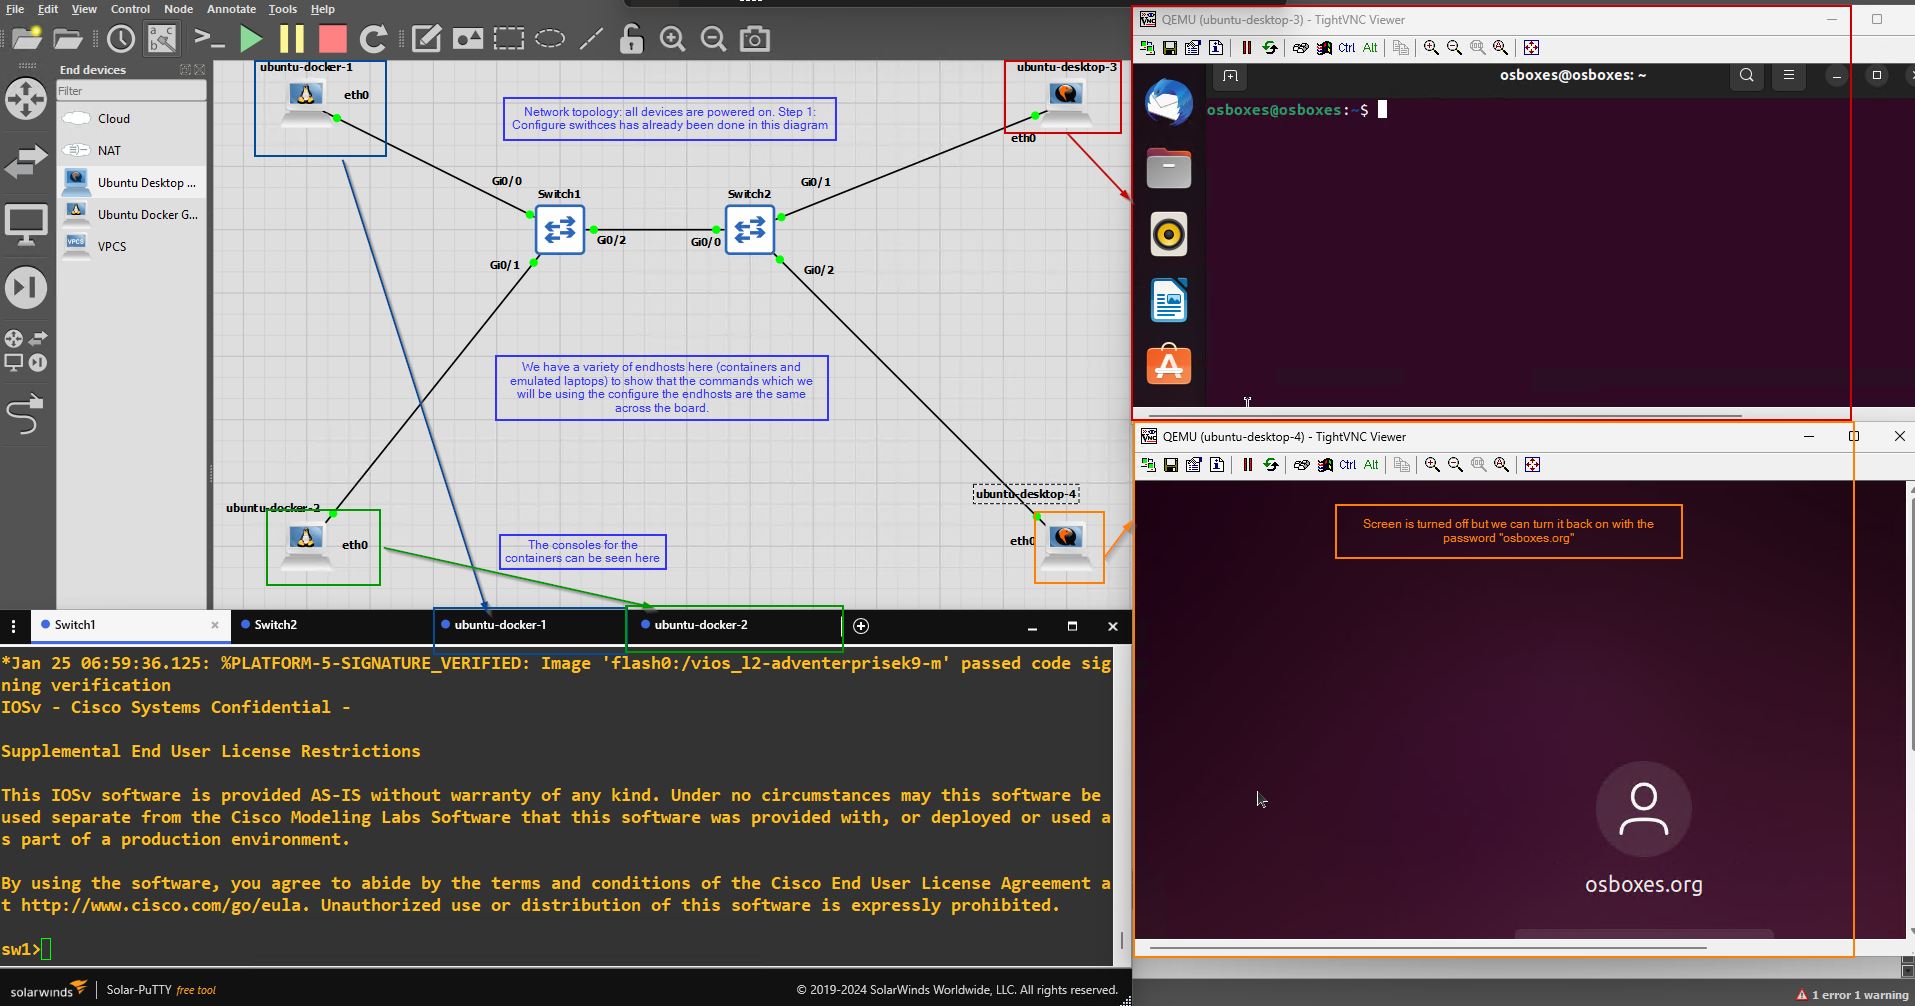 File Edit View Control Node Annotate Tools Help
End devices
Filter
Cloud
NAT
Ubuntu Desktop ...
Ubuntu Docker G...
VPCS
VPCS
ubuntu-docker-1
eth0
Network topology: all devices are powered on. Step 1:
Configure swithces has already been done in this diagram
ubuntu-desktop-3
eth0
Gi0/0
Switch1
Switch2
Gi0/1
Gi0/2
Gi0/0
Gi0/1
Gi0/2
We have a variety of endhosts here (containers and
emulated laptops) to show that the commands which we
will be using the configure the endhosts are the same
across the board.
ubuntu-desktop-4
ubuntu-docker-2
eth0
eth0
The consoles for the
containers can be seen here
QEMU (ubuntu-desktop-3) - TightVNC Viewer
Ctrl Alt
osboxes@osboxes: ~
osboxes@osboxes:~$
QEMU (ubuntu-desktop-4) - TightVNC Viewer
Ctrl Alt
Screen is turned off but we can turn it back on with the
password "osboxes.org"
osboxes.org
Switch1
Switch2
ubuntu-docker-1
ubuntu-docker-2
*Jan 25 06:59:36.125: %PLATFORM-5-SIGNATURE_VERIFIED: Image 'flash0:/vios_l2-adventerprisek9-m' passed code sig
ning verification
IOSv - Cisco Systems Confidential -
Supplemental End User License Restrictions
This IOSv software is provided AS-IS without warranty of any kind. Under no circumstances may this software be
used separate from the Cisco Modeling Labs Software that this software was provided with, or deployed or used a
s part of a production environment.
By using the software, you agree to abide by the terms and conditions of the Cisco End User License Agreement a
t http://www.cisco.com/go/eula. Unauthorized use or distribution of this software is expressly prohibited.
sw1>
solarwinds
Solar-PuTTY free tool
© 2019-2024 SolarWinds Worldwide, LLC. All rights reserved.
1 error 1 warning